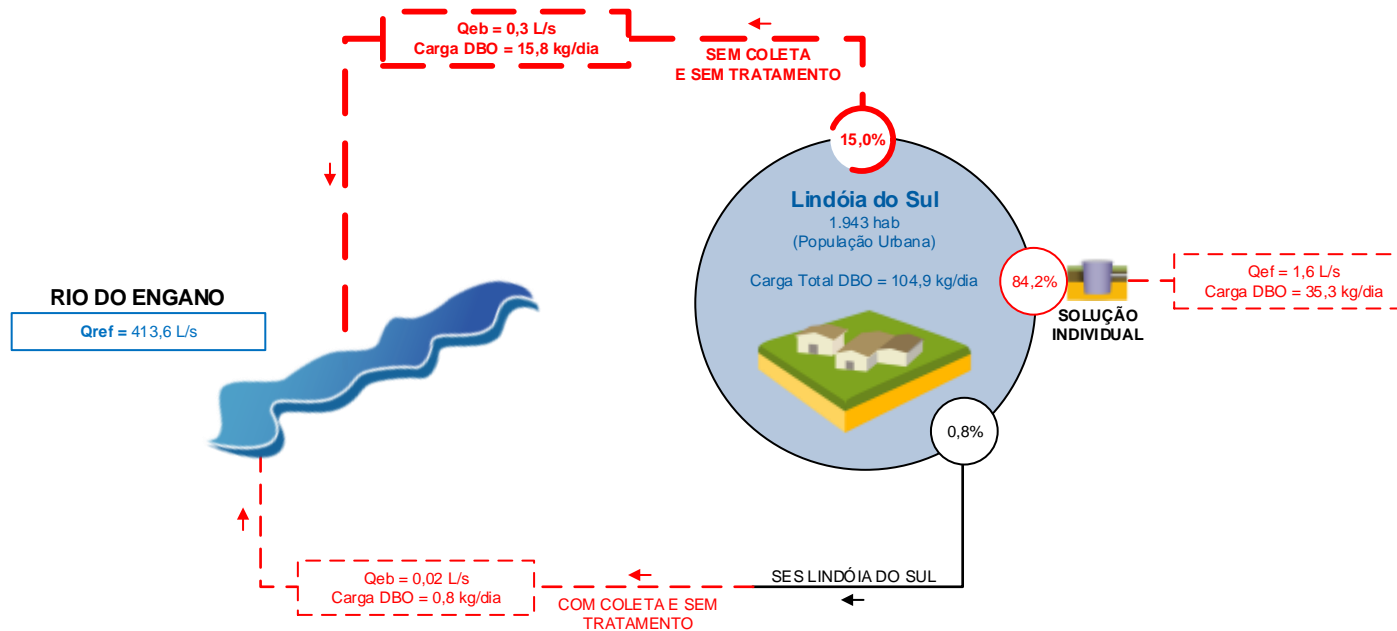 Qeb = 0,3 L/s
Carga DBO = 15,8 kg/dia
SEM COLETA
E SEM TRATAMENTO
15,0%
Lindóia do Sul
1.943 hab
(População Urbana)
Carga Total DBO = 104,9 kg/dia
84,2%
SOLUÇÃO
INDIVIDUAL
Qef = 1,6 L/s
Carga DBO = 35,3 kg/dia
RIO DO ENGANO
Qref = 413,6 L/s
0,8%
SES LINDÓIA DO SUL
Qeb = 0,02 L/s
Carga DBO = 0,8 kg/dia
COM COLETA E SEM
TRATAMENTO